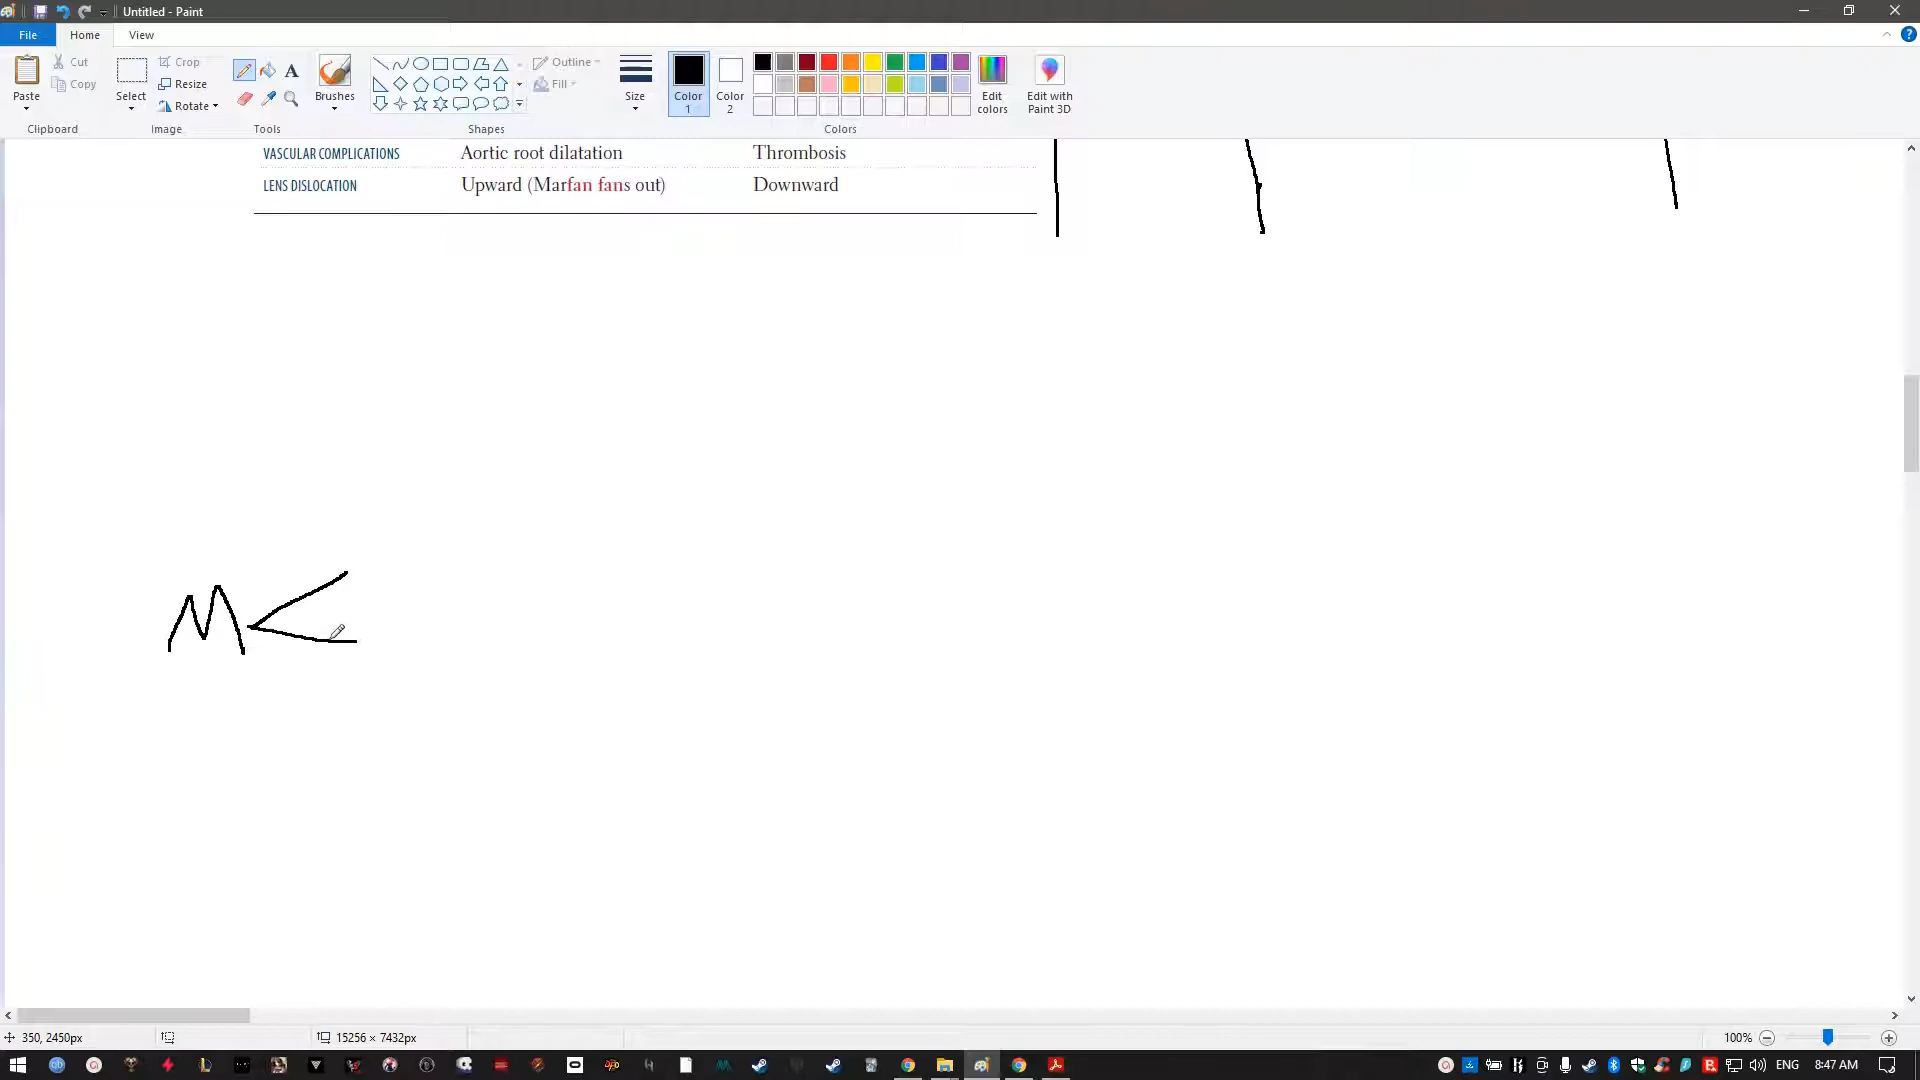 Untitled - Paint
File Home View
Paste Cut Copy Select Crop Resize Rotate Brushes Outline Fill Size Color 1 Color 2 Edit colors Edit with Paint 3D
Clipboard Image Tools Shapes Colors
VASCULAR COMPLICATIONS Aortic root dilatation Thrombosis
LENS DISLOCATION Upward (Marfan fans out) Downward
M
350, 2450px 15256 × 7432px 100%
ENG 8:47 AM